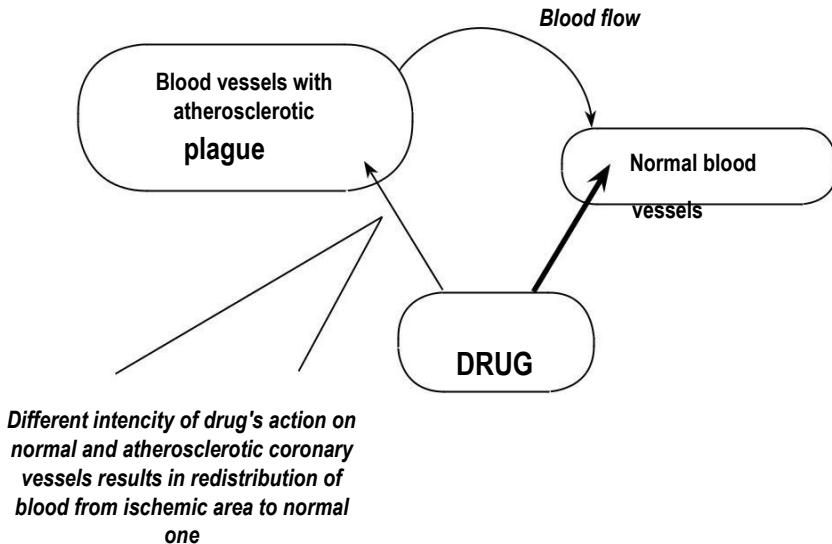 Blood flow
Blood vessels with
atherosclerotic
plague
Normal blood
vessels
DRUG
Different intencity of drug's action on
normal and atherosclerotic coronary
vessels results in redistribution of
blood from ischemic area to normal
one